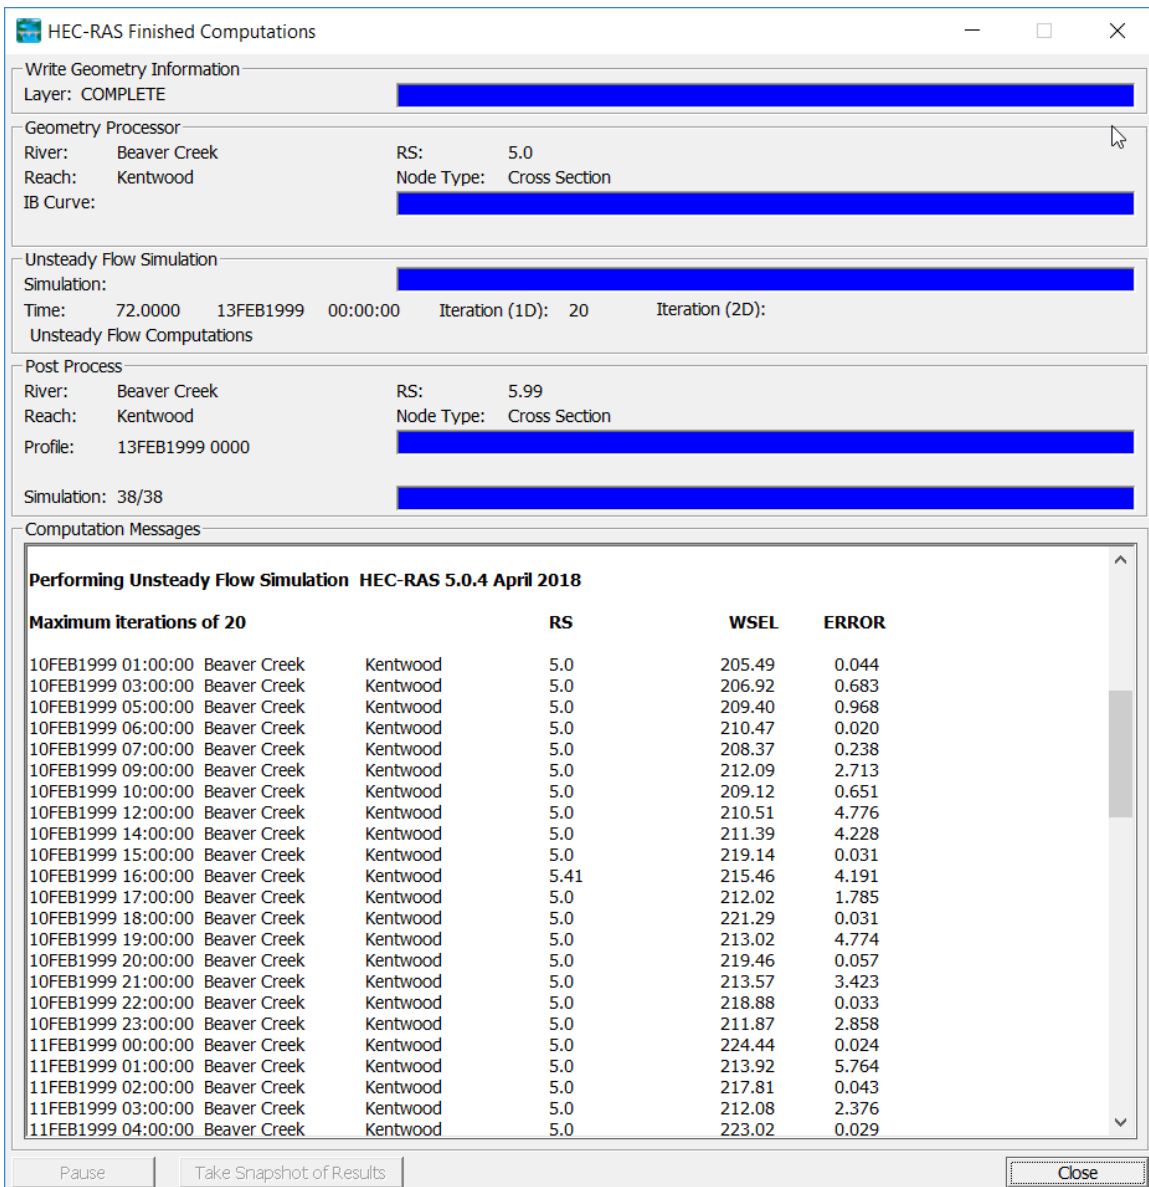 HEC-RAS Finished Computations
Write Geometry Information
Layer: COMPLETE
Geometry Processor
River: Beaver Creek RS: 5.0
Reach: Kentwood Node Type: Cross Section
IB Curve:
Unsteady Flow Simulation
Simulation:
Time: 72.0000 13FEB1999 00:00:00 Iteration (1D): 20 Iteration (2D):
Unsteady Flow Computations
Post Process
River: Beaver Creek RS: 5.99
Reach: Kentwood Node Type: Cross Section
Profile: 13FEB1999 0000
Simulation: 38/38
Computation Messages
Performing Unsteady Flow Simulation HEC-RAS 5.0.4 April 2018
Maximum iterations of 20 RS WSEL ERROR
10FEB1999 01:00:00 Beaver Creek Kentwood 5.0 205.49 0.044
10FEB1999 03:00:00 Beaver Creek Kentwood 5.0 206.92 0.683
10FEB1999 05:00:00 Beaver Creek Kentwood 5.0 209.40 0.968
10FEB1999 06:00:00 Beaver Creek Kentwood 5.0 210.47 0.020
10FEB1999 07:00:00 Beaver Creek Kentwood 5.0 208.37 0.238
10FEB1999 09:00:00 Beaver Creek Kentwood 5.0 212.09 2.713
10FEB1999 10:00:00 Beaver Creek Kentwood 5.0 209.12 0.651
10FEB1999 12:00:00 Beaver Creek Kentwood 5.0 210.51 4.776
10FEB1999 14:00:00 Beaver Creek Kentwood 5.0 211.39 4.228
10FEB1999 15:00:00 Beaver Creek Kentwood 5.0 219.14 0.031
10FEB1999 16:00:00 Beaver Creek Kentwood 5.41 215.46 4.191
10FEB1999 17:00:00 Beaver Creek Kentwood 5.0 212.02 1.785
10FEB1999 18:00:00 Beaver Creek Kentwood 5.0 221.29 0.031
10FEB1999 19:00:00 Beaver Creek Kentwood 5.0 213.02 4.774
10FEB1999 20:00:00 Beaver Creek Kentwood 5.0 219.46 0.057
10FEB1999 21:00:00 Beaver Creek Kentwood 5.0 213.57 3.423
10FEB1999 22:00:00 Beaver Creek Kentwood 5.0 218.88 0.033
10FEB1999 23:00:00 Beaver Creek Kentwood 5.0 211.87 2.858
11FEB1999 00:00:00 Beaver Creek Kentwood 5.0 224.44 0.024
11FEB1999 01:00:00 Beaver Creek Kentwood 5.0 213.92 5.764
11FEB1999 02:00:00 Beaver Creek Kentwood 5.0 217.81 0.043
11FEB1999 03:00:00 Beaver Creek Kentwood 5.0 212.08 2.376
11FEB1999 04:00:00 Beaver Creek Kentwood 5.0 223.02 0.029
Pause Take Snapshot of Results Close